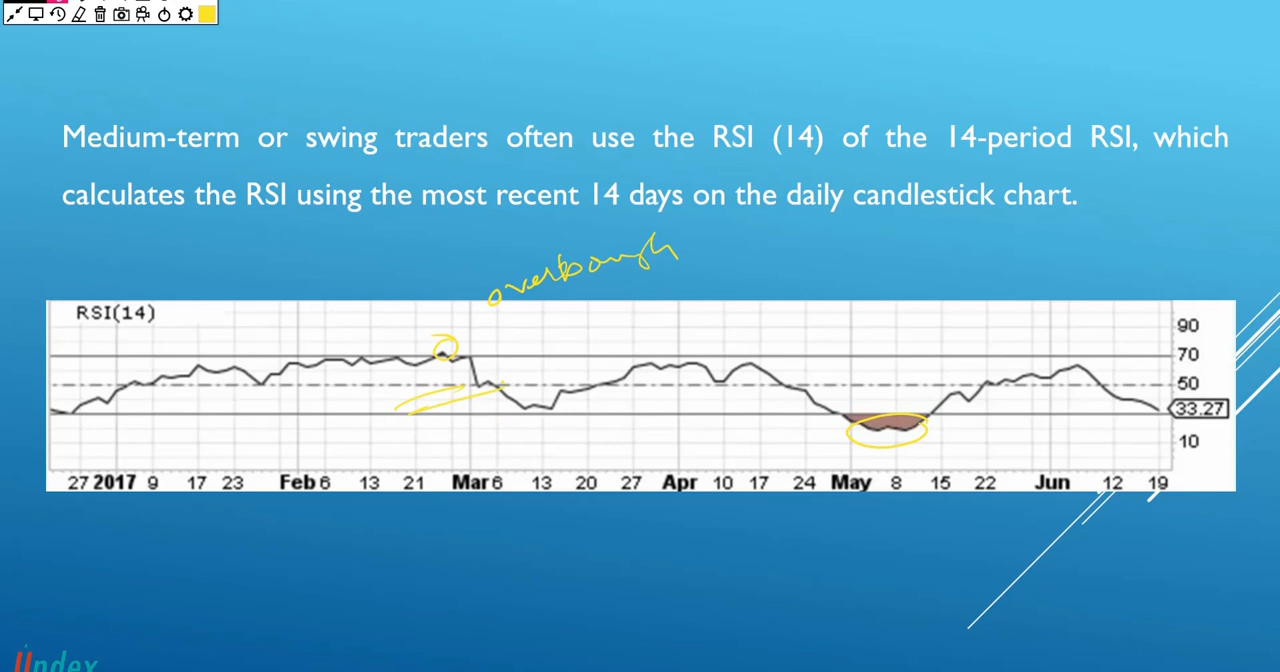 Medium-term or swing traders often use the RSI (14) of the 14-period RSI, which
calculates the RSI using the most recent 14 days on the daily candlestick chart.
overbough
RSI(14)
90
70
50
33.27
10
27 2017 9 17 23 Feb 6 13 21 Mar 6 13 20 27 Apr 10 17 24 May 8 15 22 Jun 12 19
Undex